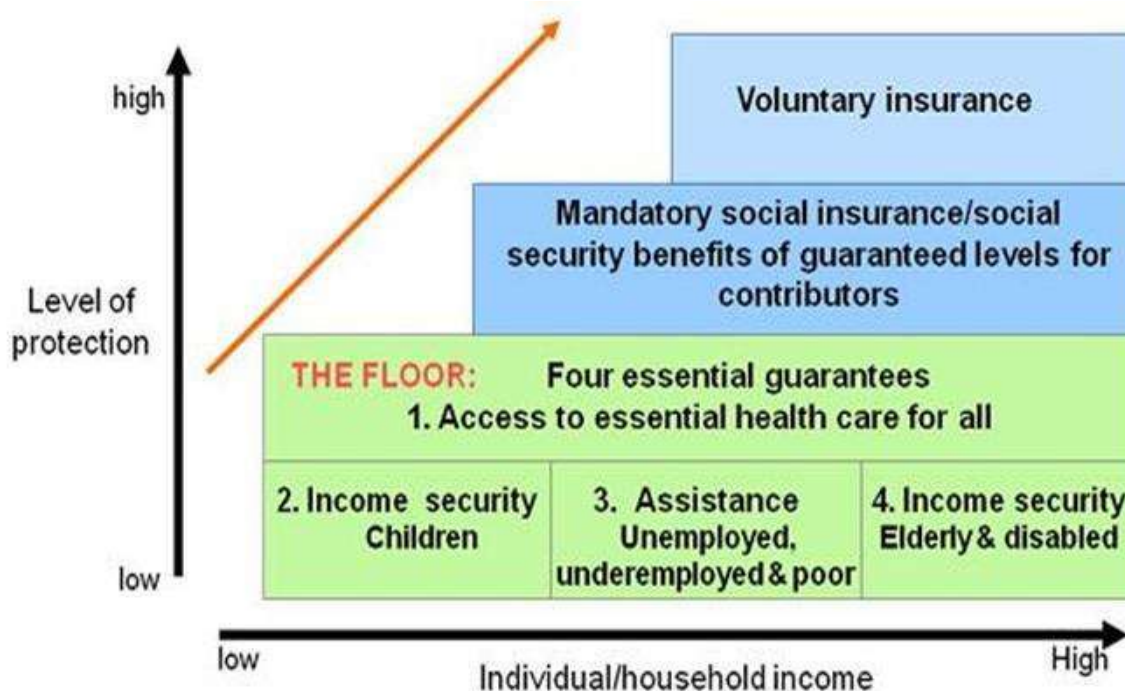 high
Voluntary insurance
Mandatory social insurance/social
security benefits of guaranteed levels for
contributors
Level of
protection
THE FLOOR: Four essential guarantees
1. Access to essential health care for all
2. Income security
Children
3. Assistance
Unemployed,
underemployed & poor
4. Income security
Elderly & disabled
low
low
High
Individual/household income